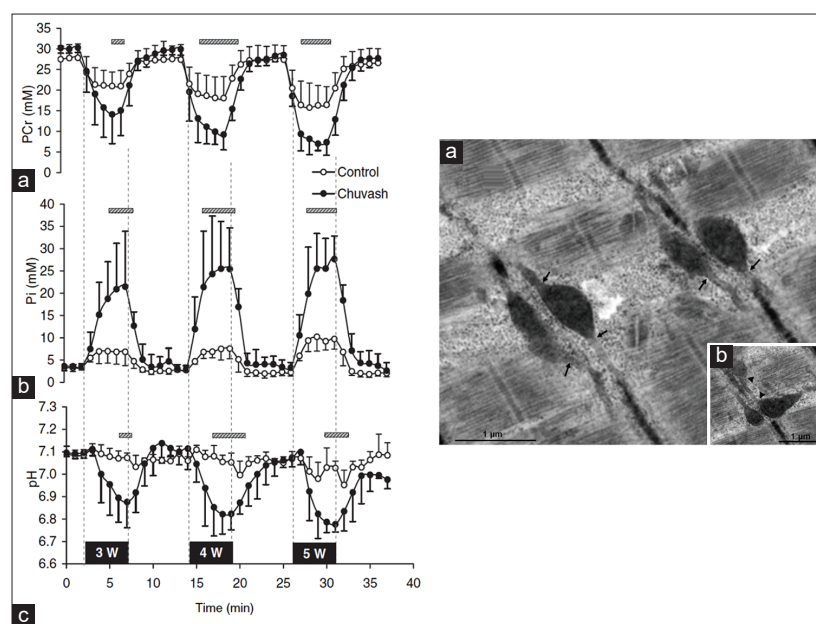 35
30
25
20
15
10
5
0
PCr (mM)
a
Control
Chuvash
40
35
30
25
20
15
10
5
0
Pi (mM)
b
7.3
7.2
7.1
7.0
6.9
6.8
6.7
6.6
pH
3 W
4 W
5 W
0 5 10 15 20 25 30 35 40
Time (min)
c
a
1 µm
b
1 µm